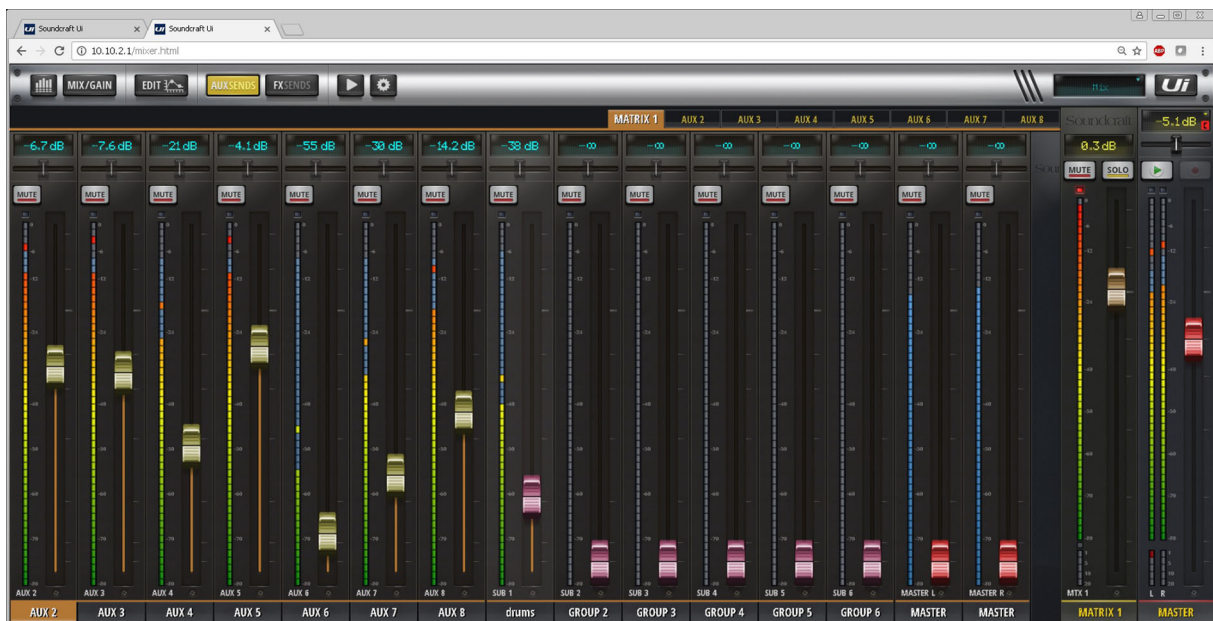 Soundcraft Ui Soundcraft Ui
10.10.2.1/mixer.html ABP
MIX/GAIN EDIT AUXSENDS FXSENDS Mix Ui
MATRIX 1 AUX 2 AUX 3 AUX 4 AUX 5 AUX 6 AUX 7 AUX 8 Soundcraft -5.1 dB
-6.7 dB -7.6 dB -21 dB -4.1 dB -55 dB -30 dB -14.2 dB -38 dB -∞ -∞ -∞ -∞ -∞ -∞ -∞ 0.3 dB
MUTE MUTE MUTE MUTE MUTE MUTE MUTE MUTE MUTE MUTE MUTE MUTE MUTE MUTE MUTE MUTE SOLO
AUX 2 AUX 3 AUX 4 AUX 5 AUX 6 AUX 7 AUX 8 SUB 1 SUB 2 SUB 3 SUB 4 SUB 5 SUB 6 MASTER L MASTER R MTX 1 L R
AUX 2 AUX 3 AUX 4 AUX 5 AUX 6 AUX 7 AUX 8 drums GROUP 2 GROUP 3 GROUP 4 GROUP 5 GROUP 6 MASTER MASTER MATRIX 1 MASTER